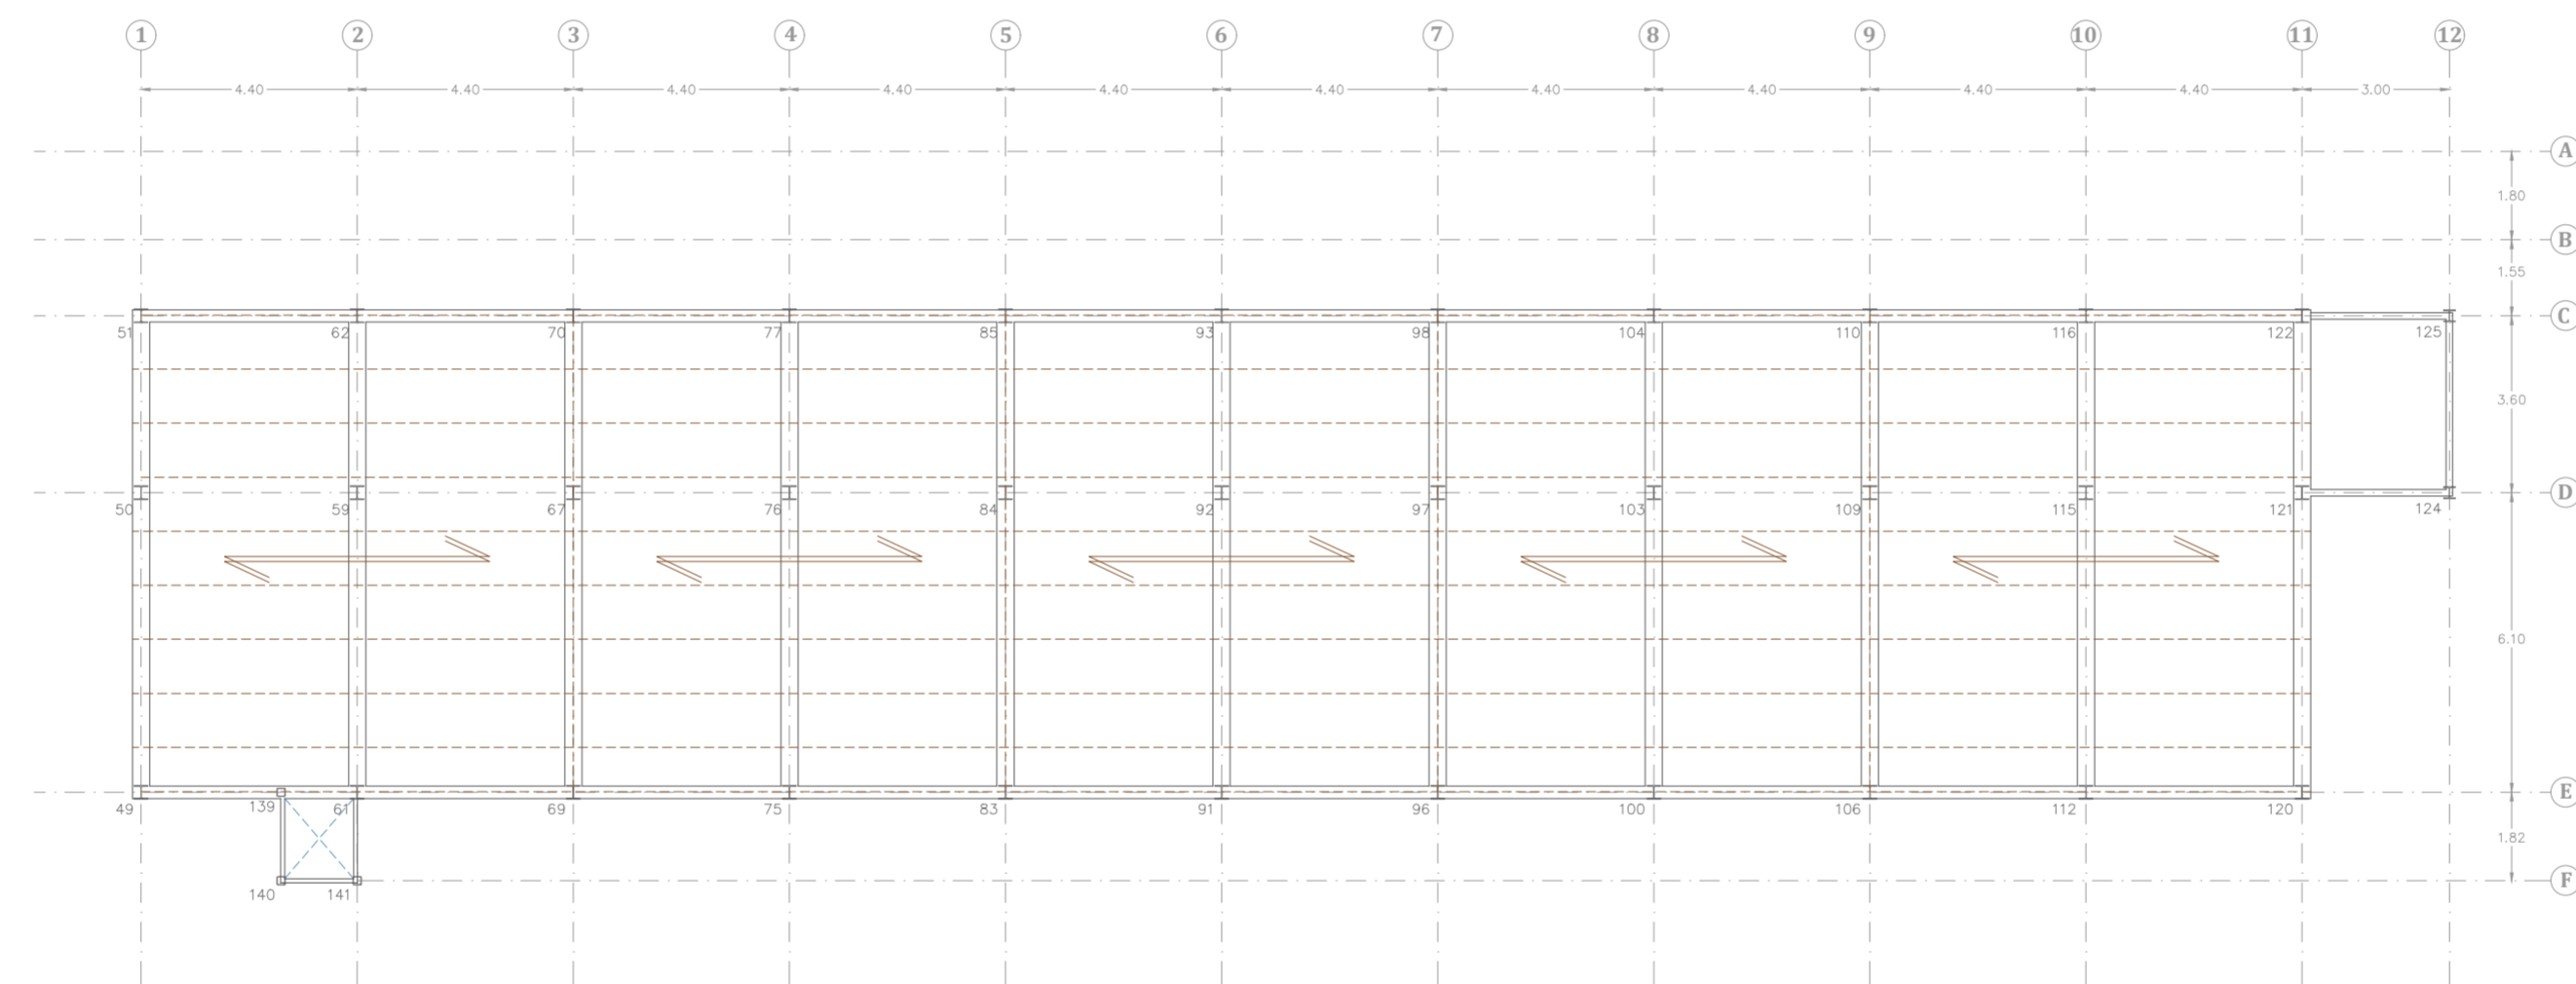 1 2 3 4 5 6 7 8 9 10 11 12
4.40 4.40 4.40 4.40 4.40 4.40 4.40 4.40 4.40 4.40 3.00
A
1.80
B
1.55
C
51 62 70 77 85 93 98 104 110 116 122 125
3.60
D
50 59 67 76 84 92 97 103 109 115 121 124
6.10
E
49 139 61 69 75 83 91 96 100 106 112 120
1.82
F
140 141